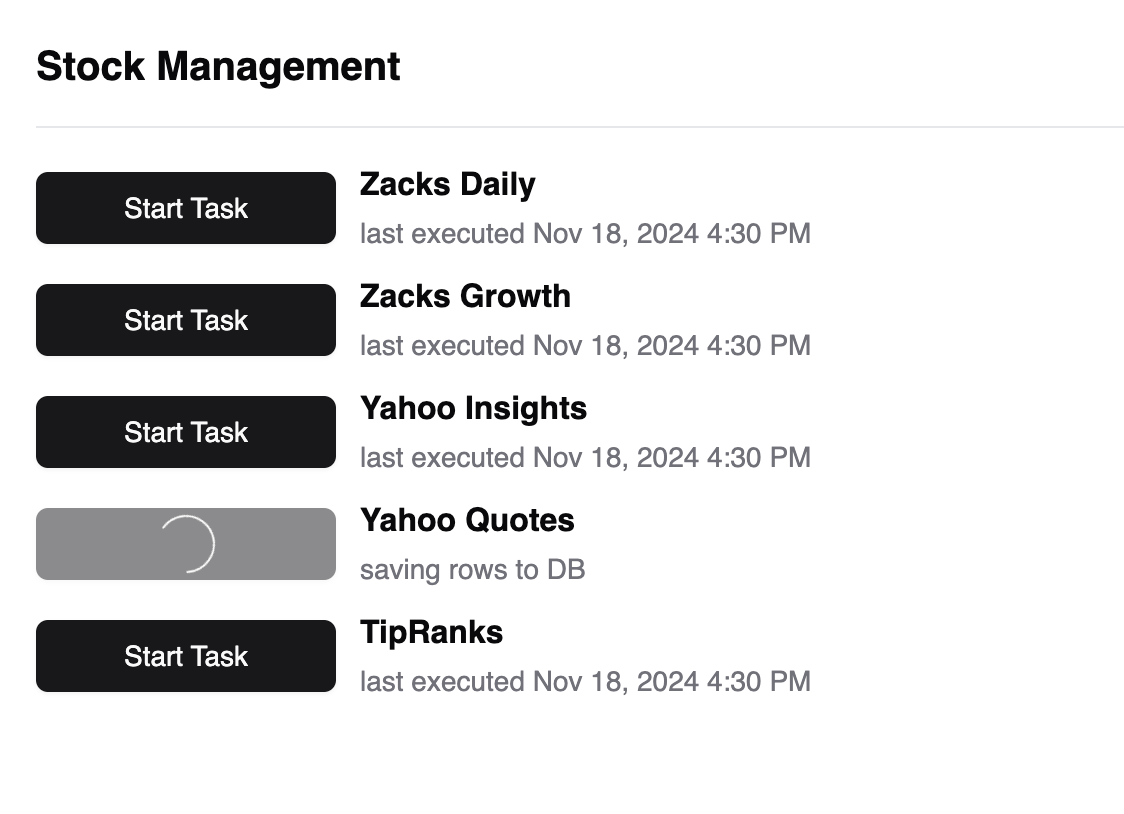 Stock Management
Start Task
Zacks Daily
last executed Nov 18, 2024 4:30 PM
Start Task
Zacks Growth
last executed Nov 18, 2024 4:30 PM
Start Task
Yahoo Insights
last executed Nov 18, 2024 4:30 PM
Yahoo Quotes
saving rows to DB
Start Task
TipRanks
last executed Nov 18, 2024 4:30 PM